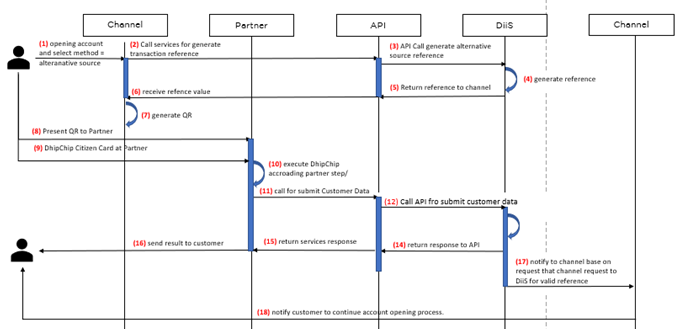 Channel
Partner
API
DiiS
Channel
(1) opening account
and select method =
alteranative source
(2) Call services for generate
transaction reference
(3) API Call generate alternative
source reference
(4) generate reference
(5) Return reference to channel
(6) receive refence value
(7) generate QR
(8) Present QR to Partner
(9) DhipChip Citizen Card at Partner
(10) execute DhipChip
accroading partner step/
(11) call for submit Customer Data
(12) Call API fro submit customer data
(14) return response to API
(15) return services response
(16) send result to customer
(17) notify to channel base on
request that channel request to
DiiS for valid reference
(18) notify customer to continue account opening process.